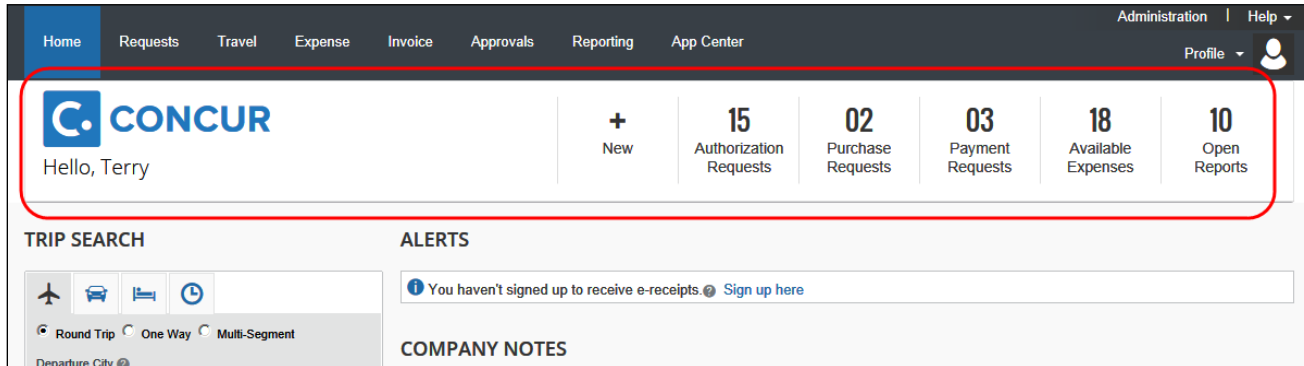 Administration | Help
Home Requests Travel Expense Invoice Approvals Reporting App Center
Profile
C. CONCUR
Hello, Terry
+
New
15
Authorization
Requests
02
Purchase
Requests
03
Payment
Requests
18
Available
Expenses
10
Open
Reports
TRIP SEARCH
Round Trip One Way Multi-Segment
Departure City ?
ALERTS
i You haven't signed up to receive e-receipts. ? Sign up here
COMPANY NOTES